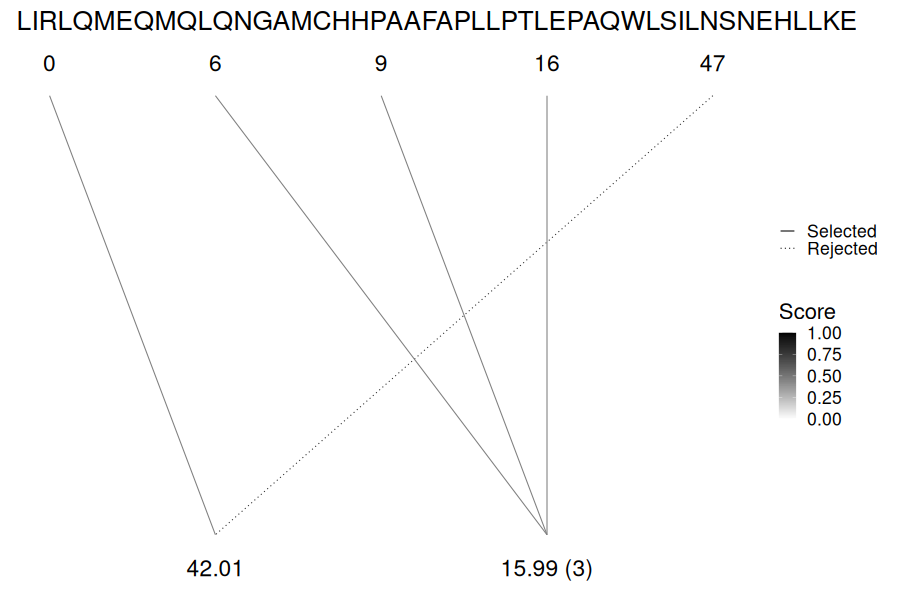 LIRLQMEQMQLQNGAMCHHPAAFAPLLPTLEPAQWLSILNSNEHLLKE
0 6 9 16 47
Selected
Rejected
Score
1.00
0.75
0.50
0.25
0.00
42.01 15.99 (3)